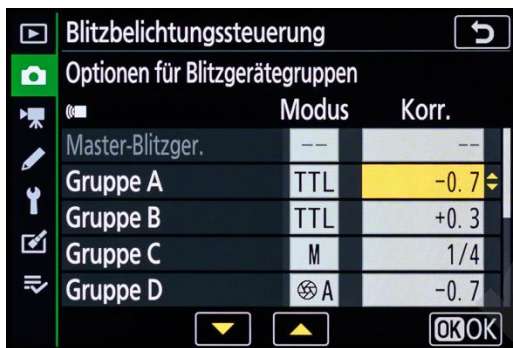 Blitzbelichtungssteuerung
Optionen für Blitzgerätegruppen
Modus Korr.
Master-Blitzger. -- --
Gruppe A TTL -0. 7
Gruppe B TTL +0. 3
Gruppe C M 1/4
Gruppe D A -0. 7
OK OK